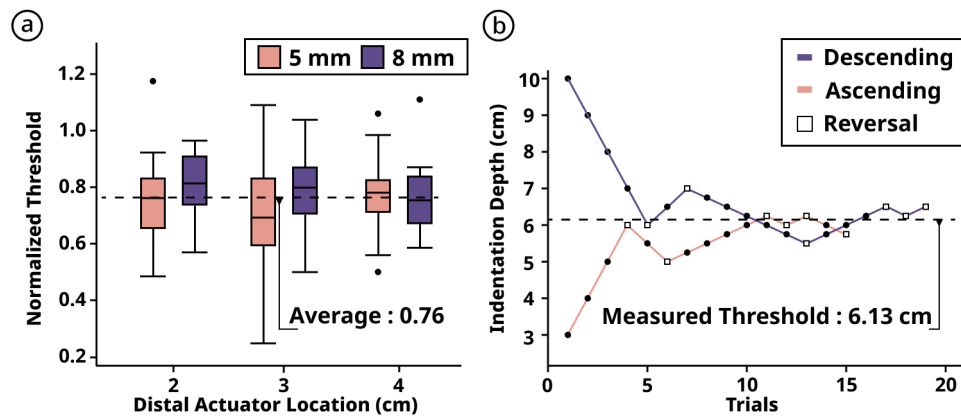 a
5 mm 8 mm
Normalized Threshold
1.2
1.0
0.8
0.6
0.4
0.2
Average : 0.76
2 3 4
Distal Actuator Location (cm)
b
Descending
Ascending
Reversal
Indentation Depth (cm)
10
9
8
7
6
5
4
3
Measured Threshold : 6.13 cm
0 5 10 15 20
Trials